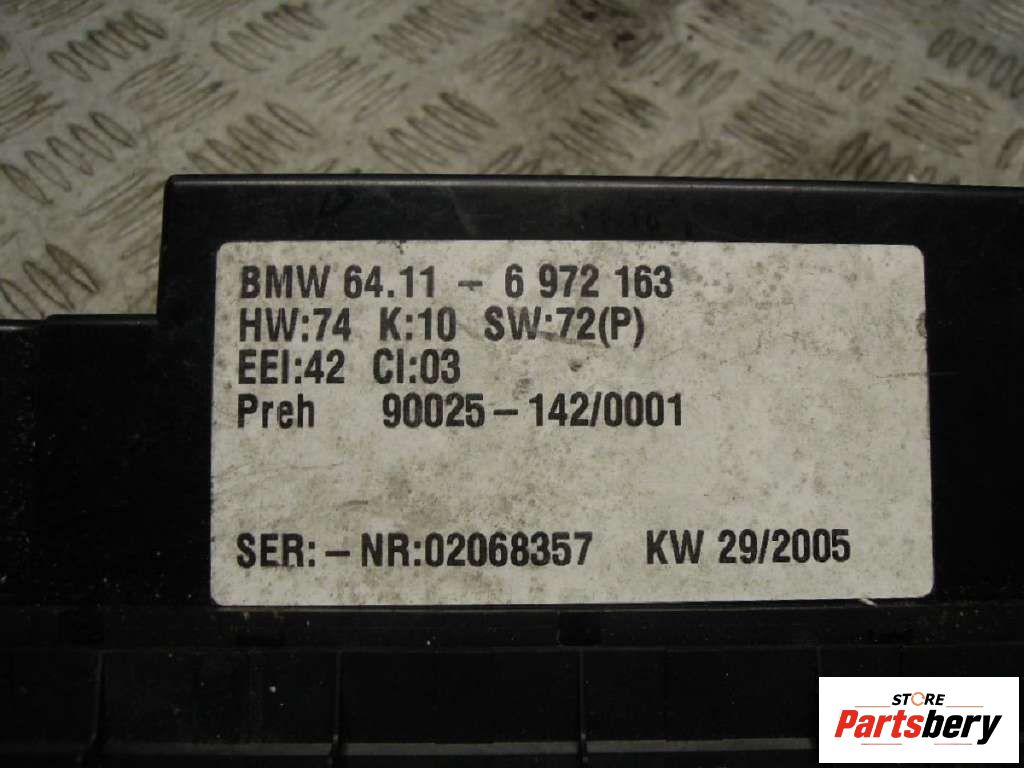 BMW 64.11 - 6 972 163
HW:74 K:10 SW:72(P)
EEI:42 CI:03
Preh 90025-142/0001
SER:-NR:02068357 KW 29/2005
STORE
Partsbery